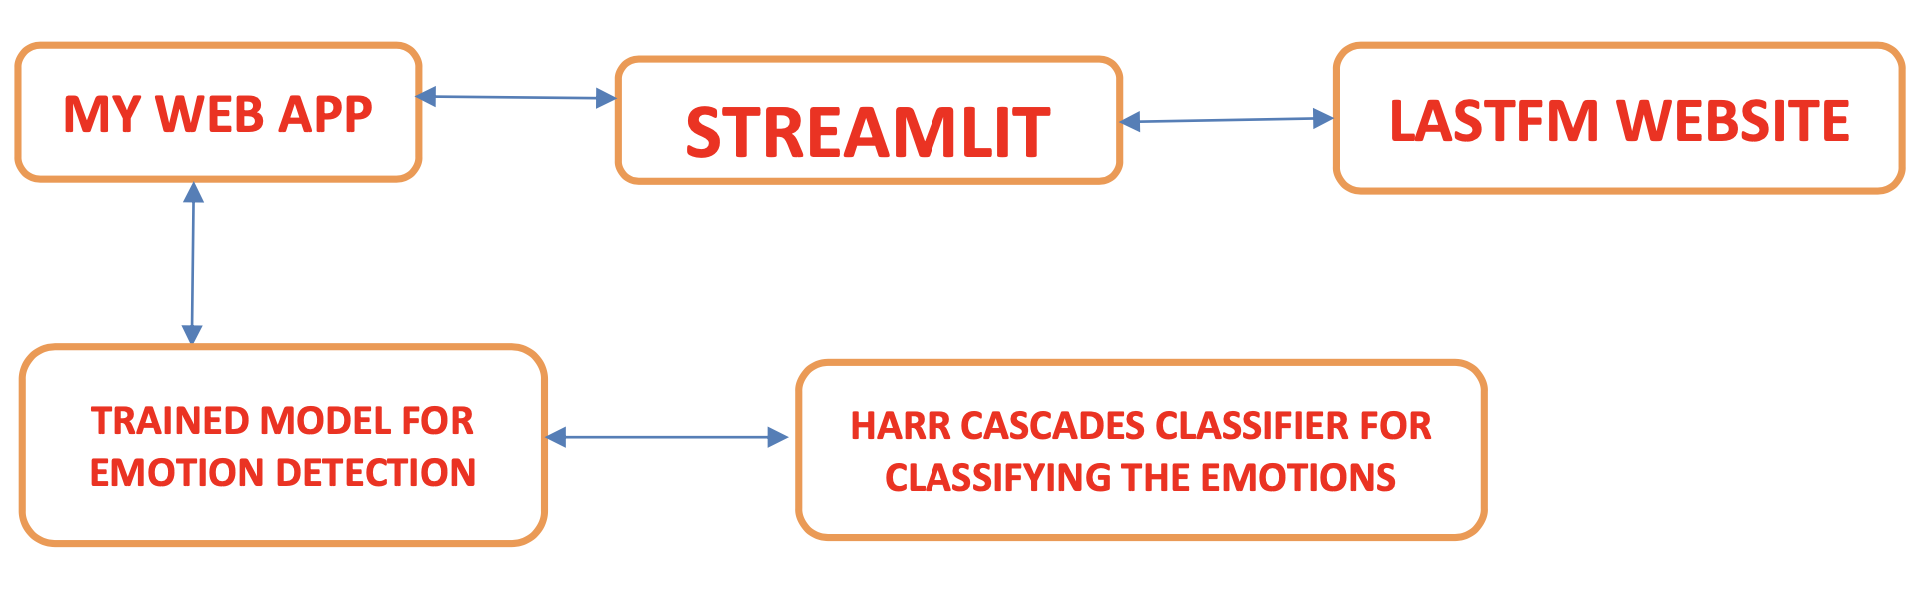 MY WEB APP
STREAMLIT
LASTFM WEBSITE
TRAINED MODEL FOR
EMOTION DETECTION
HARR CASCADES CLASSIFIER FOR
CLASSIFYING THE EMOTIONS